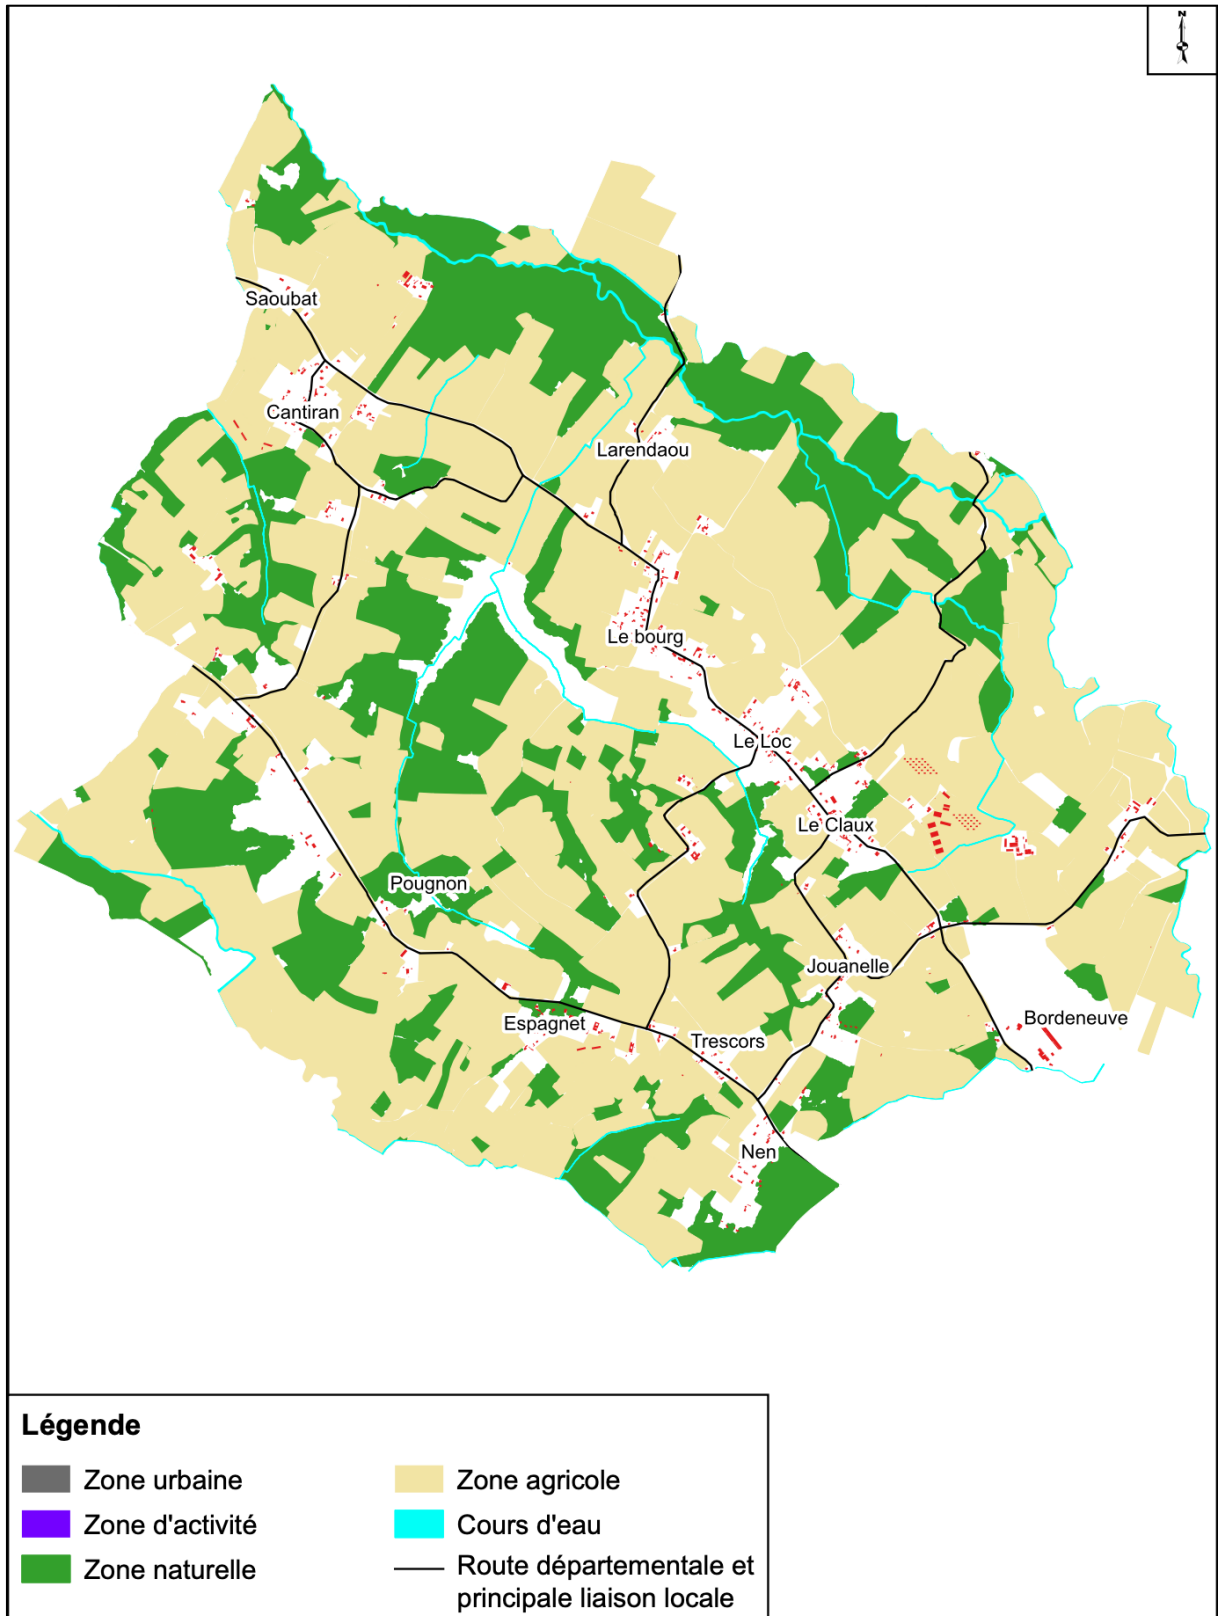 N
Saoubat
Cantiran
Larendaou
Le bourg
Le Loc
Le Claux
Pougnon
Jouanelle
Espagnet
Bordeneuve
Trescors
Nen
Légende
Zone urbaine
Zone d'activité
Zone naturelle
Zone agricole
Cours d'eau
Route départementale et
principale liaison locale